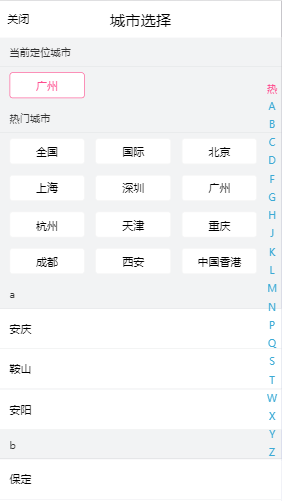 关闭 城市选择
当前定位城市
广州
热门城市
全国 国际 北京
上海 深圳 广州
杭州 天津 重庆
成都 西安 中国香港
a
安庆
鞍山
安阳
b
保定
热
A
B
C
D
F
G
H
J
K
L
M
N
P
Q
S
T
W
X
Y
Z